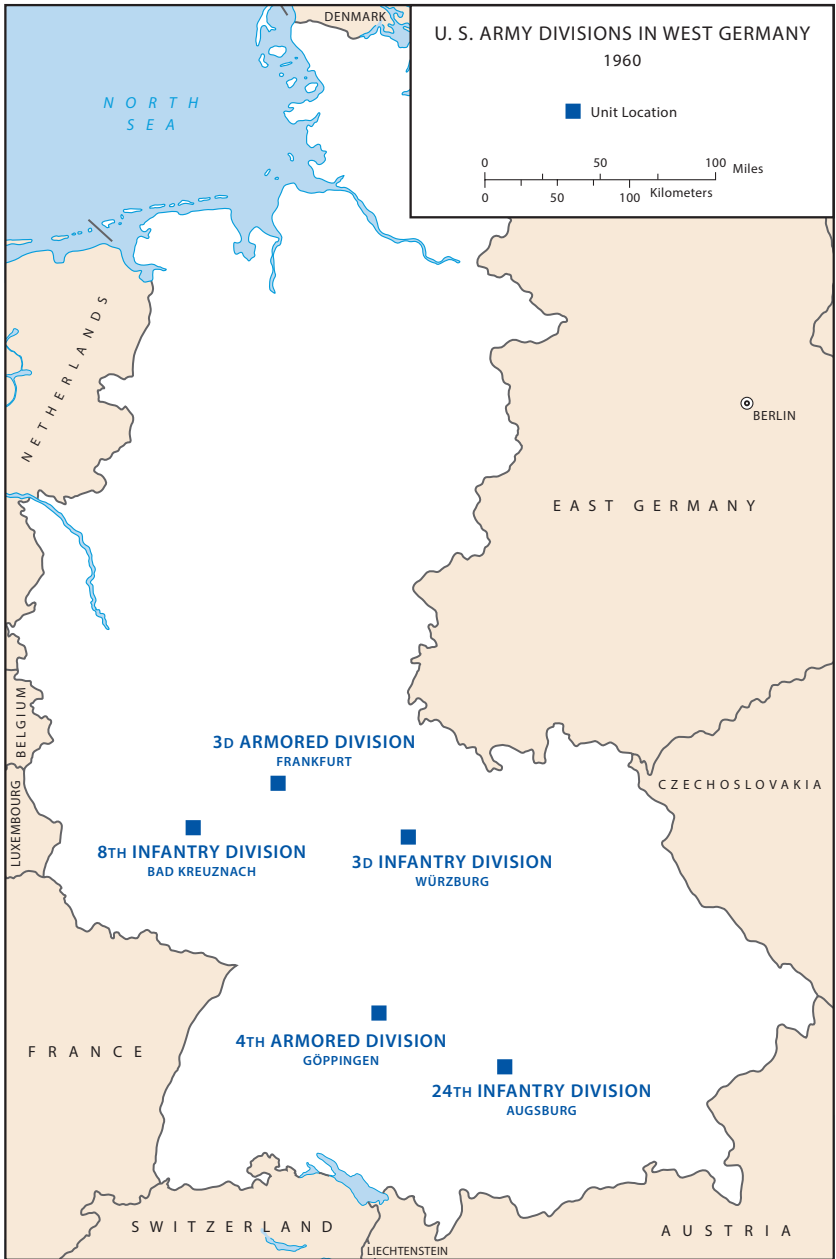 DENMARK
U. S. ARMY DIVISIONS IN WEST GERMANY
1960
Unit Location
0 50 100 Miles
0 50 100 Kilometers
NORTH
SEA
NETHERLANDS
BERLIN
EAST GERMANY
BELGIUM
LUXEMBOURG
CZECHOSLOVAKIA
3D ARMORED DIVISION
FRANKFURT
8TH INFANTRY DIVISION
BAD KREUZNACH
3D INFANTRY DIVISION
WÜRZBURG
4TH ARMORED DIVISION
GÖPPINGEN
24TH INFANTRY DIVISION
AUGSBURG
FRANCE
SWITZERLAND
LIECHTENSTEIN
AUSTRIA